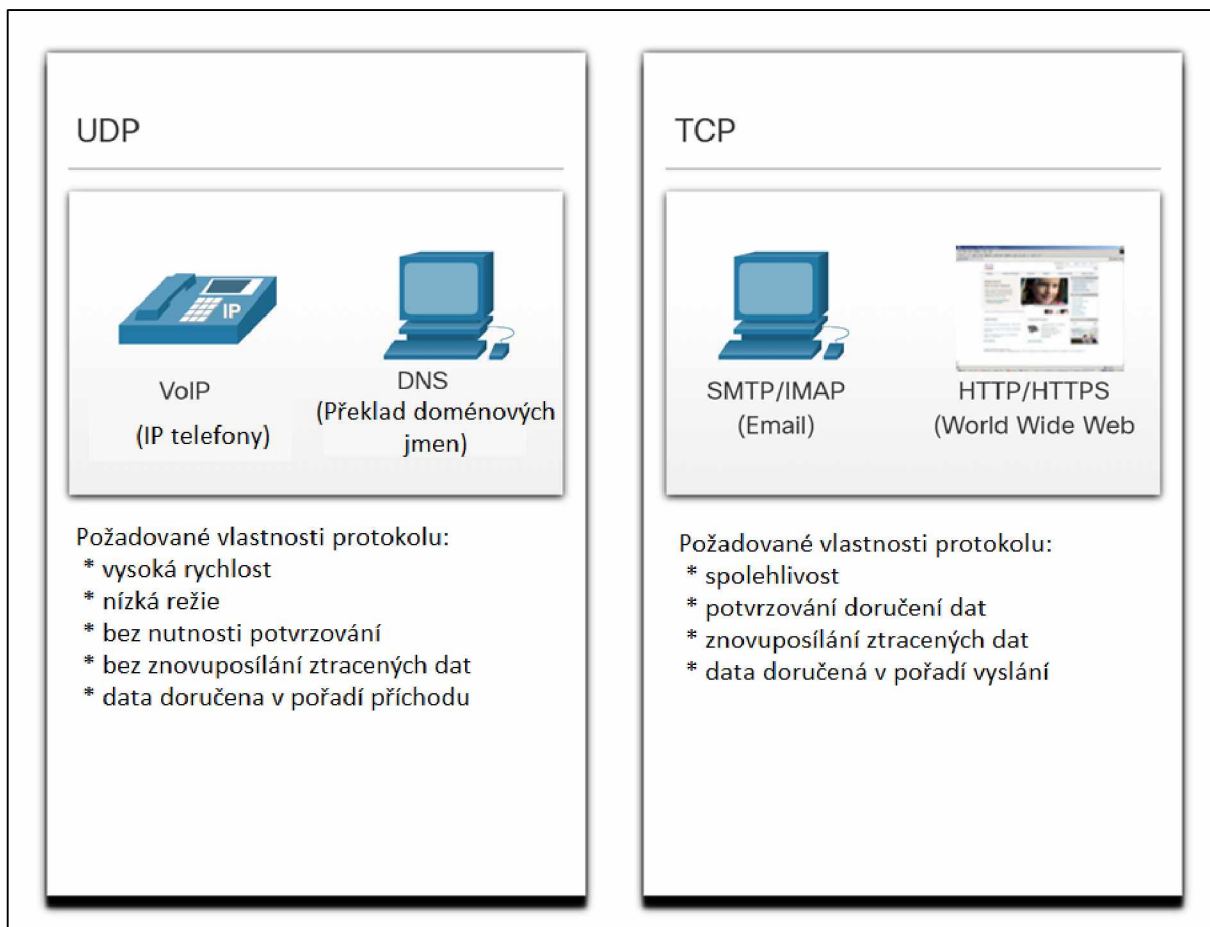 UDP
IP
VoIP
(IP telefony)
DNS
(Překlad doménových
jmen)
Požadované vlastnosti protokolu:
* vysoká rychlost
* nízká režie
* bez nutnosti potvrzování
* bez znovuposílání ztracených dat
* data doručena v pořadí příchodu
TCP
SMTP/IMAP
(Email)
HTTP/HTTPS
(World Wide Web
Požadované vlastnosti protokolu:
* spolehlivost
* potvrzování doručení dat
* znovuposílání ztracených dat
* data doručená v pořadí vyslání